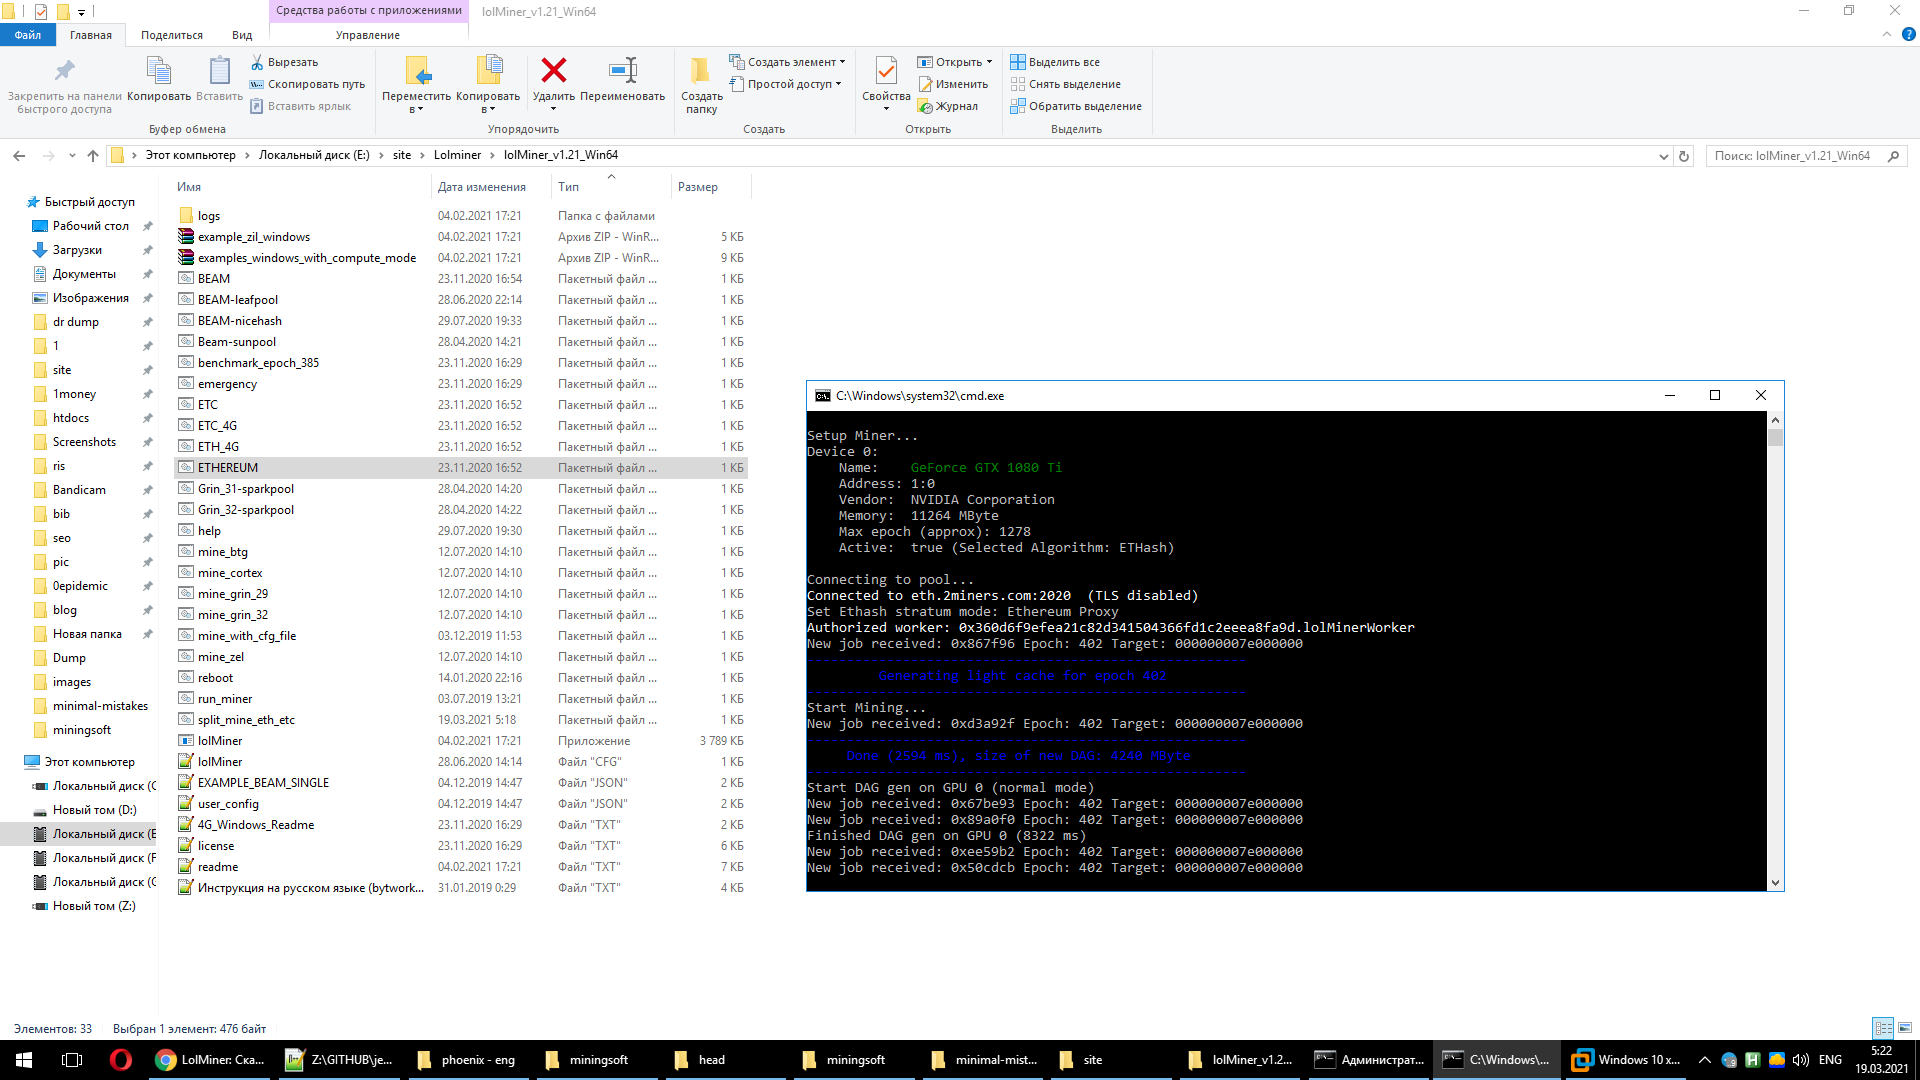 Средства работы с приложениями
lolMiner_v1.21_Win64
Файл
Главная
Поделиться
Вид
Управление
Закрепить на панели
быстрого доступа
Копировать
Вставить
Вырезать
Скопировать путь
Вставить ярлык
Буфер обмена
Переместить
в
Копировать
в
Удалить
Переименовать
Упорядочить
Создать
папку
Создать элемент
Простой доступ
Создать
Свойства
Открыть
Изменить
Журнал
Открыть
Выделить все
Снять выделение
Обратить выделение
Выделить
Этот компьютер > Локальный диск (E:) > site > Lolminer > lolMiner_v1.21_Win64
Поиск: lolMiner_v1.21_Win64
Быстрый доступ
Рабочий стол
Загрузки
Документы
Изображения
dr dump
1
site
1money
htdocs
Screenshots
ris
Bandicam
bib
seo
pic
0epidemic
blog
Новая папка
Dump
images
minimal-mistakes
miningsoft
Этот компьютер
Локальный диск (C
Новый том (D:)
Локальный диск (E
Локальный диск (F
Локальный диск (G
Новый том (Z:)
Имя Дата изменения Тип Размер
logs 04.02.2021 17:21 Папка с файлами
example_zil_windows 04.02.2021 17:21 Архив ZIP - WinR... 5 КБ
examples_windows_with_compute_mode 04.02.2021 17:21 Архив ZIP - WinR... 9 КБ
BEAM 23.11.2020 16:54 Пакетный файл ... 1 КБ
BEAM-leafpool 28.06.2020 22:14 Пакетный файл ... 1 КБ
BEAM-nicehash 29.07.2020 19:33 Пакетный файл ... 1 КБ
Beam-sunpool 28.04.2020 14:21 Пакетный файл ... 1 КБ
benchmark_epoch_385 23.11.2020 16:29 Пакетный файл ... 1 КБ
emergency 23.11.2020 16:29 Пакетный файл ... 1 КБ
ETC 23.11.2020 16:52 Пакетный файл ... 1 КБ
ETC_4G 23.11.2020 16:52 Пакетный файл ... 1 КБ
ETH_4G 23.11.2020 16:52 Пакетный файл ... 1 КБ
ETHEREUM 23.11.2020 16:52 Пакетный файл ... 1 КБ
Grin_31-sparkpool 28.04.2020 14:20 Пакетный файл ... 1 КБ
Grin_32-sparkpool 28.04.2020 14:22 Пакетный файл ... 1 КБ
help 29.07.2020 19:30 Пакетный файл ... 1 КБ
mine_btg 12.07.2020 14:10 Пакетный файл ... 1 КБ
mine_cortex 12.07.2020 14:10 Пакетный файл ... 1 КБ
mine_grin_29 12.07.2020 14:10 Пакетный файл ... 1 КБ
mine_grin_32 12.07.2020 14:10 Пакетный файл ... 1 КБ
mine_with_cfg_file 03.12.2019 11:53 Пакетный файл ... 1 КБ
mine_zel 12.07.2020 14:10 Пакетный файл ... 1 КБ
reboot 14.01.2020 22:16 Пакетный файл ... 1 КБ
run_miner 03.07.2019 13:21 Пакетный файл ... 1 КБ
split_mine_eth_etc 19.03.2021 5:18 Пакетный файл ... 1 КБ
lolMiner 04.02.2021 17:21 Приложение 3 789 КБ
lolMiner 28.06.2020 14:14 Файл "CFG" 1 КБ
EXAMPLE_BEAM_SINGLE 04.12.2019 14:47 Файл "JSON" 2 КБ
user_config 04.12.2019 14:47 Файл "JSON" 2 КБ
4G_Windows_Readme 23.11.2020 16:29 Файл "TXT" 2 КБ
license 23.11.2020 16:29 Файл "TXT" 6 КБ
readme 04.02.2021 17:21 Файл "TXT" 7 КБ
Инструкция на русском языке (bytwork... 31.01.2019 0:29 Файл "TXT" 4 КБ
C:\Windows\system32\cmd.exe
Setup Miner...
Device 0:
Name: GeForce GTX 1080 Ti
Address: 1:0
Vendor: NVIDIA Corporation
Memory: 11264 MByte
Max epoch (approx): 1278
Active: true (Selected Algorithm: ETHash)
Connecting to pool...
Connected to eth.2miners.com:2020 (TLS disabled)
Set Ethash stratum mode: Ethereum Proxy
Authorized worker: 0x360d6f9efea21c82d341504366fd1c2eeea8fa9d.lolMinerWorker
New job received: 0x867f96 Epoch: 402 Target: 000000007e000000
Generating light cache for epoch 402
Start Mining...
New job received: 0xd3a92f Epoch: 402 Target: 000000007e000000
Done (2594 ms), size of new DAG: 4240 MByte
Start DAG gen on GPU 0 (normal mode)
New job received: 0x67be93 Epoch: 402 Target: 000000007e000000
New job received: 0x89a0f0 Epoch: 402 Target: 000000007e000000
Finished DAG gen on GPU 0 (8322 ms)
New job received: 0xee59b2 Epoch: 402 Target: 000000007e000000
New job received: 0x50cdcb Epoch: 402 Target: 000000007e000000
Элементов: 33 Выбран 1 элемент: 476 байт
LolMiner: Ска...
Z:\GITHUB\je...
phoenix - eng
miningsoft
head
miningsoft
minimal-mist...
site
lolMiner_v1.2...
Администрат...
C:\Windows\...
Windows 10 x...
ENG
5:22
19.03.2021